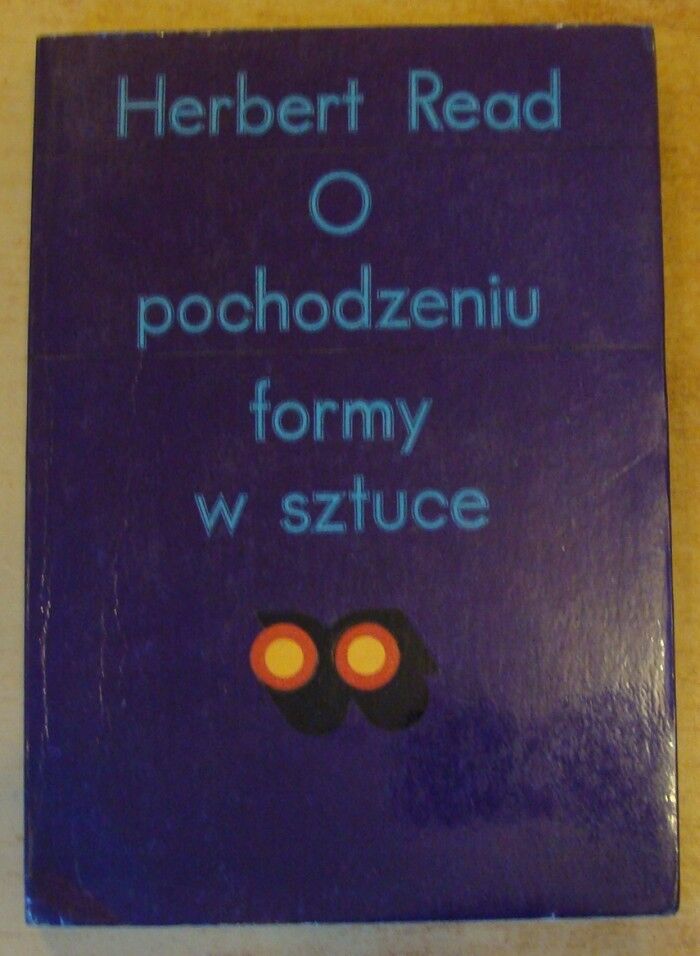 Herbert Read
O
pochodzeniu
formy
w sztuce